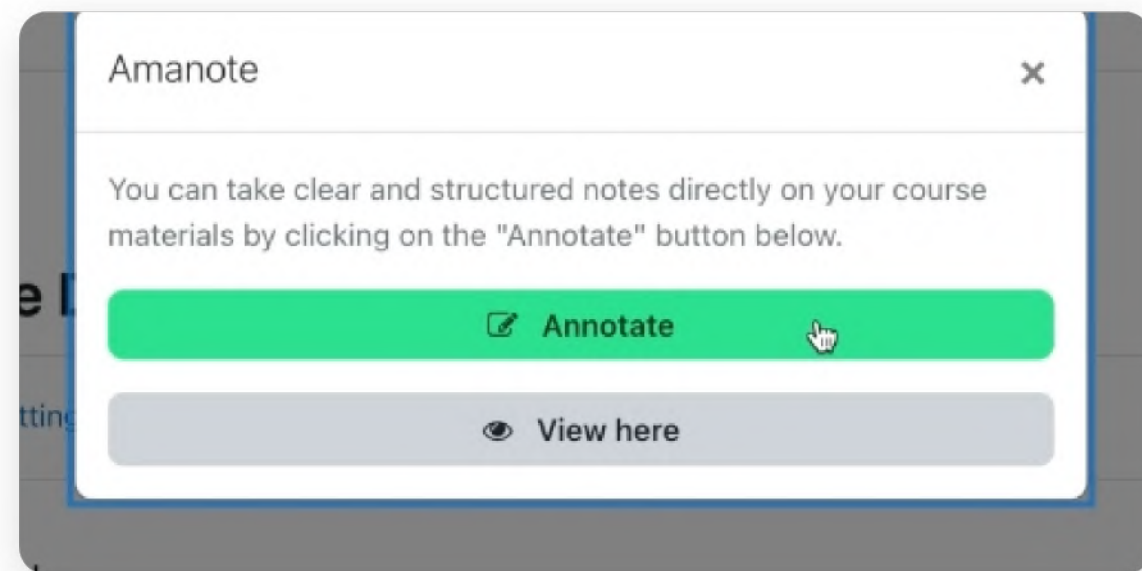 Amanote
You can take clear and structured notes directly on your course
materials by clicking on the "Annotate" button below.
Annotate
View here